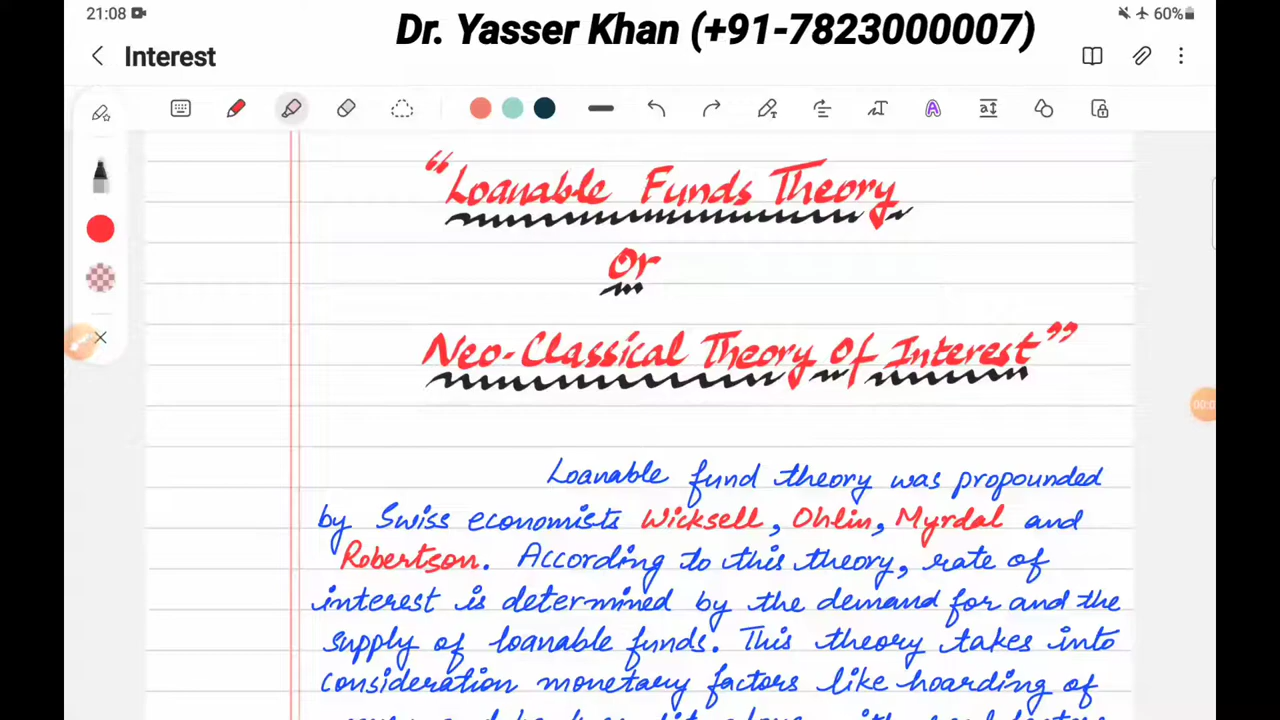 21:08
60%
Dr. Yasser Khan (+91-7823000007)
Interest
"Loanable Funds Theory
Or
Neo-Classical Theory Of Interest"
Loanable fund theory was propounded
by Swiss economists Wicksell, Ohlin, Myrdal and
Robertson. According to this theory, rate of
interest is determined by the demand for and the
supply of loanable funds. This theory takes into
consideration monetary factors like hoarding of